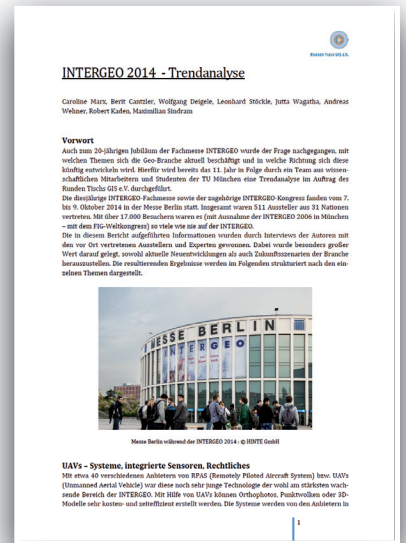 RUNDER TISCH GIS e.V.
INTERGEO 2014 - Trendanalyse
Caroline Marx, Berit Cantzler, Wolfgang Deigele, Leonhard Stöckle, Jutta Wagatha, Andreas
Wehner, Robert Kaden, Maximilian Sindram
Vorwort
Auch zum 20-jährigen Jubiläum der Fachmesse INTERGEO wurde der Frage nachgegangen, mit
welchen Themen sich die Geo-Branche aktuell beschäftigt und in welche Richtung sich diese
künftig entwickeln wird. Hierfür wird bereits das 11. Jahr in Folge durch ein Team aus wissen-
schaftlichen Mitarbeitern und Studenten der TU München eine Trendanalyse im Auftrag des
Runden Tischs GIS e.V. durchgeführt.
Die diesjährige INTERGEO-Fachmesse sowie der zugehörige INTERGEO-Kongress fanden vom 7.
bis 9. Oktober 2014 in der Messe Berlin statt. Insgesamt waren 511 Aussteller aus 31 Nationen
vertreten. Mit über 17.000 Besuchern waren es (mit Ausnahme der INTERGEO 2006 in München
– mit dem FIG-Weltkongress) so viele wie nie auf der INTERGEO.
Die in diesem Bericht aufgeführten Informationen wurden durch Interviews der Autoren mit
den vor Ort vertretenen Ausstellern und Experten gewonnen. Dabei wurde besonders großer
Wert darauf gelegt, sowohl aktuelle Neuentwicklungen als auch Zukunftsszenarien der Branche
herauszustellen. Die resultierenden Ergebnisse werden im Folgenden strukturiert nach den ein-
zelnen Themen dargestellt.
MESSE BERLIN
INTERGEO
Messe Berlin während der INTERGEO 2014 : © HINTE GmbH
UAVs – Systeme, integrierte Sensoren, Rechtliches
Mit etwa 40 verschiedenen Anbietern von RPAS (Remotely Piloted Aircraft System) bzw. UAVs
(Unmanned Aerial Vehicle) war diese noch sehr junge Technologie der wohl am stärksten wach-
sende Bereich der INTERGEO. Mit Hilfe von UAVs können Orthophotos, Punktwolken oder 3D-
Modelle sehr kosten- und zeiteffizient erstellt werden. Die Systeme werden von den Anbietern in
1